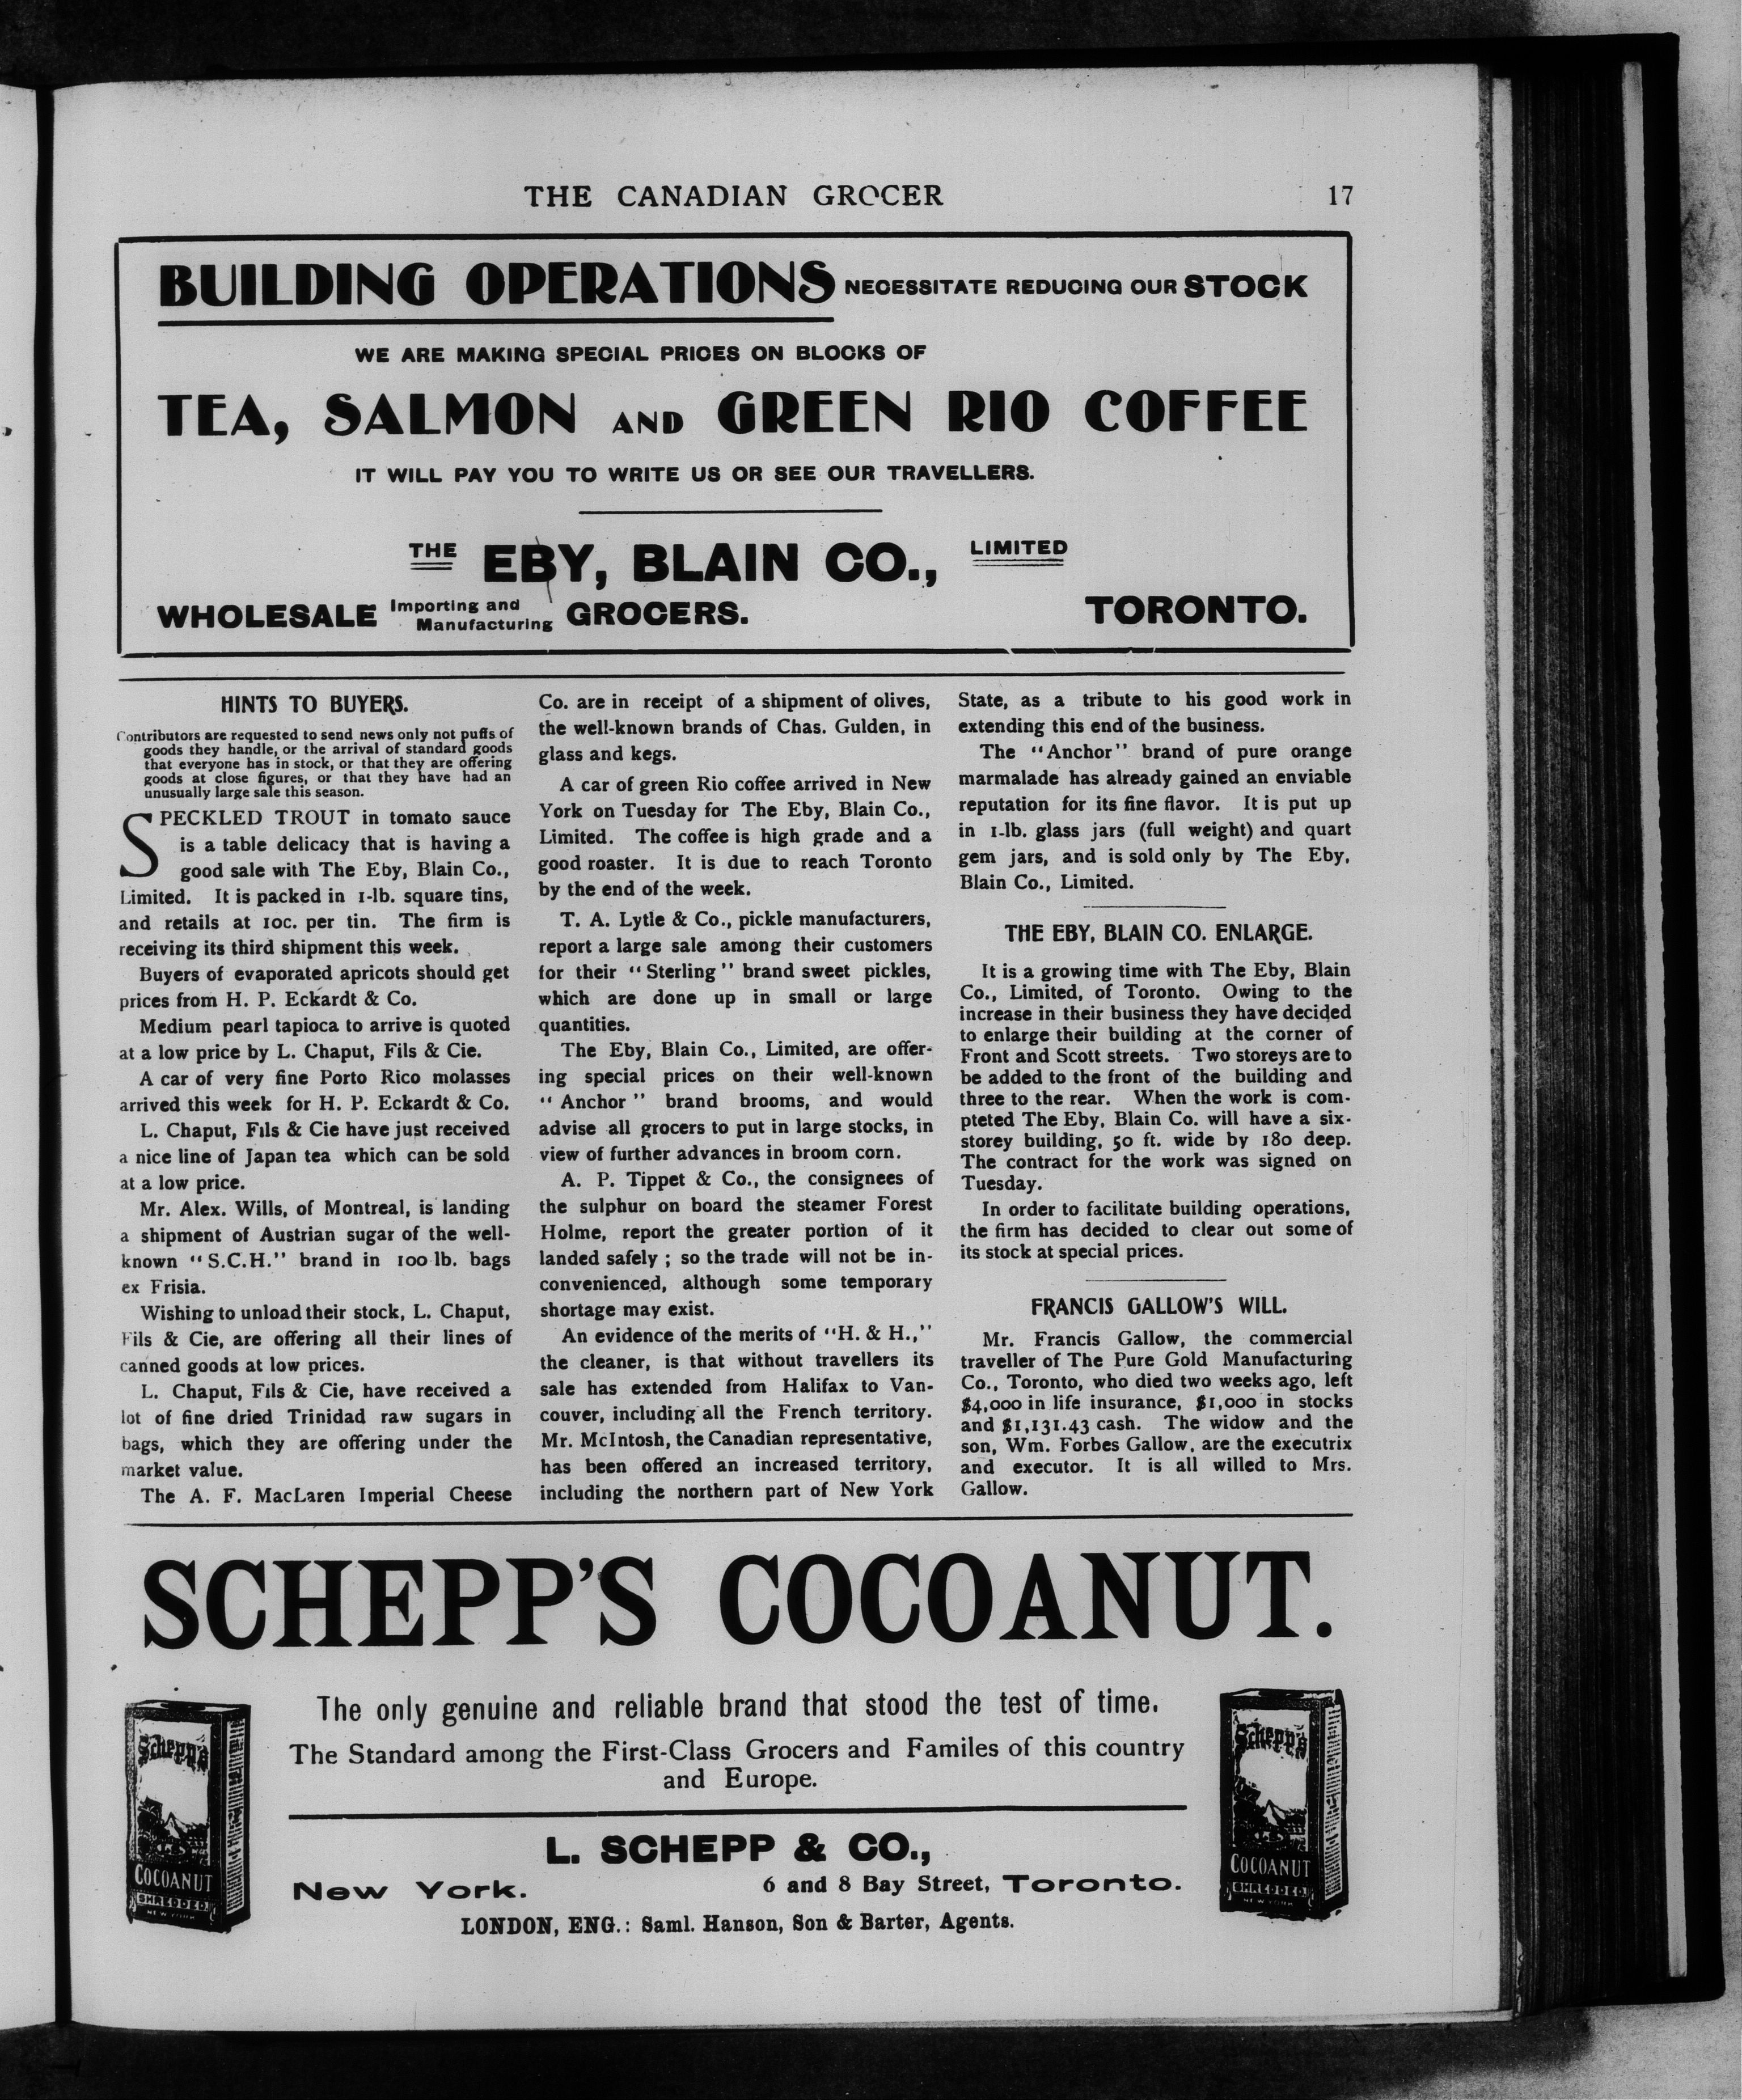 THE CANADIAN GROCER 17
BUILDING OPERATIONS NECESSITATE REDUCING OUR STOCK
WE ARE MAKING SPECIAL PRICES ON BLOCKS OF
TEA, SALMON AND GREEN RIO COFFEE
IT WILL PAY YOU TO WRITE US OR SEE OUR TRAVELLERS.
THE EBY, BLAIN CO., LIMITED
WHOLESALE Importing and Manufacturing GROCERS. TORONTO.
HINTS TO BUYERS.
Contributors are requested to send news only not puffs of
goods they handle, or the arrival of standard goods
that everyone has in stock, or that they are offering
goods at close figures, or that they have had an
unusually large sale this season.
SPECKLED TROUT in tomato sauce
is a table delicacy that is having a
good sale with The Eby, Blain Co.,
Limited. It is packed in 1-lb. square tins,
and retails at 10c. per tin. The firm is
receiving its third shipment this week.
Buyers of evaporated apricots should get
prices from H. P. Eckardt & Co.
Medium pearl tapioca to arrive is quoted
at a low price by L. Chaput, Fils & Cie.
A car of very fine Porto Rico molasses
arrived this week for H. P. Eckardt & Co.
L. Chaput, Fils & Cie have just received
a nice line of Japan tea which can be sold
at a low price.
Mr. Alex. Wills, of Montreal, is landing
a shipment of Austrian sugar of the well-
known "S.C.H." brand in 100 lb. bags
ex Frisia.
Wishing to unload their stock, L. Chaput,
Fils & Cie, are offering all their lines of
canned goods at low prices.
L. Chaput, Fils & Cie, have received a
lot of fine dried Trinidad raw sugars in
bags, which they are offering under the
market value.
The A. F. MacLaren Imperial Cheese
Co. are in receipt of a shipment of olives,
the well-known brands of Chas. Gulden, in
glass and kegs.
A car of green Rio coffee arrived in New
York on Tuesday for The Eby, Blain Co.,
Limited. The coffee is high grade and a
good roaster. It is due to reach Toronto
by the end of the week.
T. A. Lytle & Co., pickle manufacturers,
report a large sale among their customers
for their "Sterling" brand sweet pickles,
which are done up in small or large
quantities.
The Eby, Blain Co., Limited, are offer-
ing special prices on their well-known
"Anchor" brand brooms, and would
advise all grocers to put in large stocks, in
view of further advances in broom corn.
A. P. Tippet & Co., the consignees of
the sulphur on board the steamer Forest
Holme, report the greater portion of it
landed safely ; so the trade will not be in-
convenienced, although some temporary
shortage may exist.
An evidence of the merits of "H. & H.,"
the cleaner, is that without travellers its
sale has extended from Halifax to Van-
couver, including all the French territory.
Mr. McIntosh, the Canadian representative,
has been offered an increased territory,
including the northern part of New York
State, as a tribute to his good work in
extending this end of the business.
The "Anchor" brand of pure orange
marmalade has already gained an enviable
reputation for its fine flavor. It is put up
in 1-lb. glass jars (full weight) and quart
gem jars, and is sold only by The Eby,
Blain Co., Limited.
THE EBY, BLAIN CO. ENLARGE.
It is a growing time with The Eby, Blain
Co., Limited, of Toronto. Owing to the
increase in their business they have decided
to enlarge their building at the corner of
Front and Scott streets. Two storeys are to
be added to the front of the building and
three to the rear. When the work is com-
pteted The Eby, Blain Co. will have a six-
storey building, 50 ft. wide by 180 deep.
The contract for the work was signed on
Tuesday.
In order to facilitate building operations,
the firm has decided to clear out some of
its stock at special prices.
FRANCIS GALLOW'S WILL.
Mr. Francis Gallow, the commercial
traveller of The Pure Gold Manufacturing
Co., Toronto, who died two weeks ago, left
$4,000 in life insurance, $1,000 in stocks
and $1,131.43 cash. The widow and the
son, Wm. Forbes Gallow, are the executrix
and executor. It is all willed to Mrs.
Gallow.
SCHEPP'S COCOANUT.
The only genuine and reliable brand that stood the test of time.
The Standard among the First-Class Grocers and Familes of this country
and Europe.
L. SCHEPP & CO.,
New York. 6 and 8 Bay Street, Toronto.
LONDON, ENG.: Saml. Hanson, Son & Barter, Agents.
Schepp's
COCOANUT
SHREDDED
NEW YORK
Schepp's
COCOANUT
SHREDDED
NEW YORK